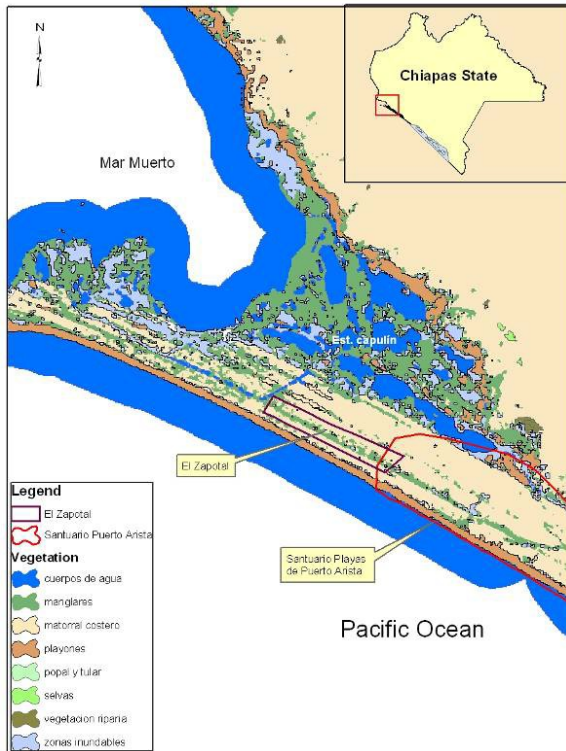 N
Chiapas State
Mar Muerto
Est. capulín
El Zapotal
Santuario Playas
de Puerto Arista
Pacific Ocean
Legend
El Zapotal
Santuario Puerto Arista
Vegetation
cuerpos de agua
manglares
matorral costero
playones
popal y tular
selvas
vegetacion riparia
zonas inundables